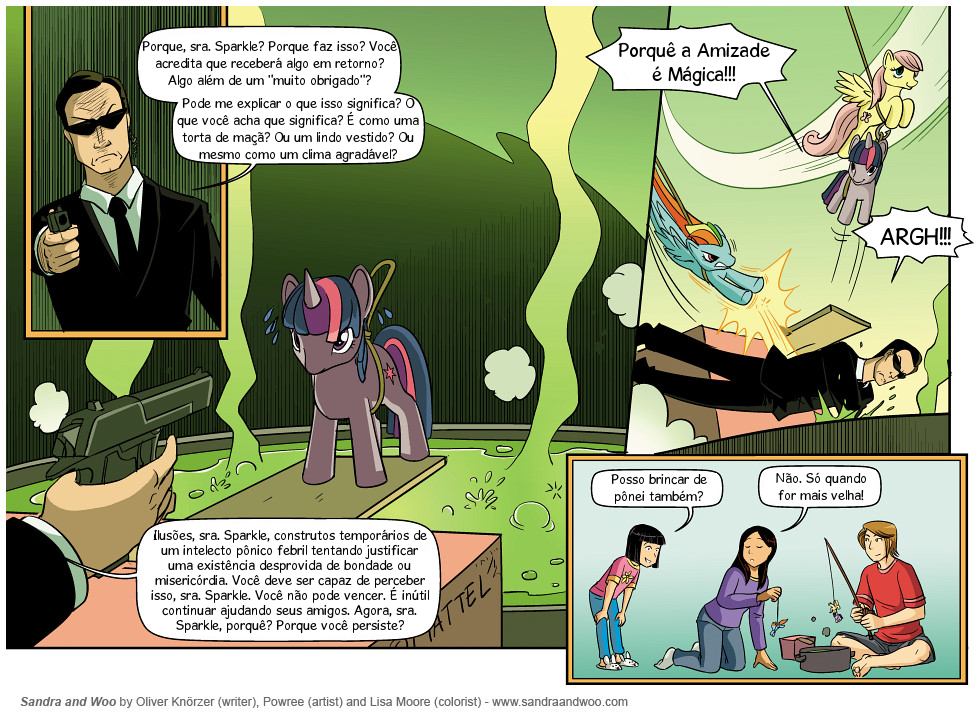 Porque, sra. Sparkle? Porque faz isso? Você
acredita que receberá algo em retorno?
Algo além de um "muito obrigado"?
Pode me explicar o que isso significa? O
que você acha que significa? É como uma
torta de maçã? Ou um lindo vestido? Ou
mesmo como um clima agradável?
Ilusões, sra. Sparkle, construtos temporários de
um intelecto pônico febril tentando justificar
uma existência desprovida de bondade ou
misericórdia. Você deve ser capaz de perceber
isso, sra. Sparkle. Você não pode vencer. É inútil
continuar ajudando seus amigos. Agora, sra.
Sparkle, porquê? Porque você persiste?
MATTEL
Porquê a Amizade
é Mágica!!!
ARGH!!!
Posso brincar de
pônei também?
Não. Só quando
for mais velha!
Sandra and Woo by Oliver Knörzer (writer), Powree (artist) and Lisa Moore (colorist) - www.sandraandwoo.com